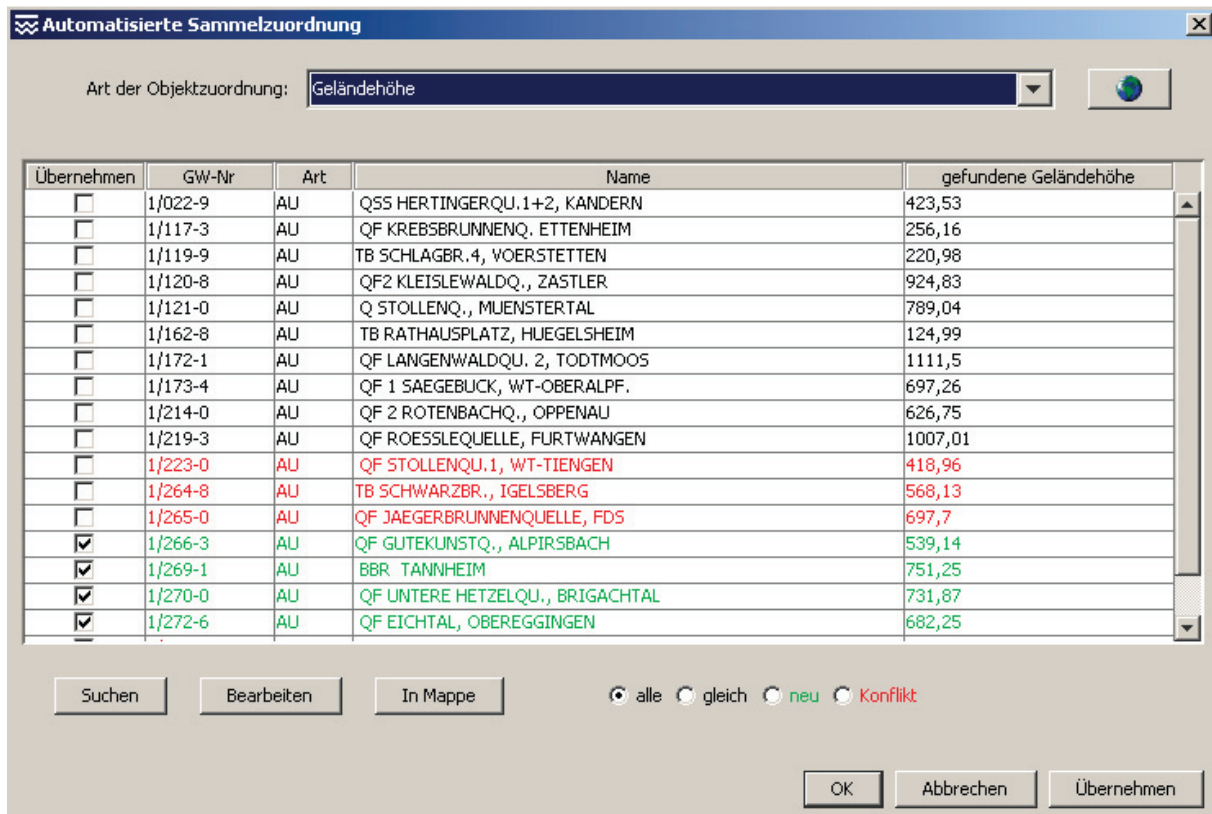 Automatisierte Sammelzuordnung
Art der Objektzuordnung: Geländehöhe
Übernehmen GW-Nr Art Name gefundene Geländehöhe
1/022-9 AU QSS HERTINGERQU.1+2, KANDERN 423,53
1/117-3 AU QF KREBSBRUNNENQ. ETTENHEIM 256,16
1/119-9 AU TB SCHLAGBR.4, VOERSTETTEN 220,98
1/120-8 AU QF2 KLEISLEWALDQ., ZASTLER 924,83
1/121-0 AU Q STOLLENQ., MUENSTERTAL 789,04
1/162-8 AU TB RATHAUSPLATZ, HUEGELSHEIM 124,99
1/172-1 AU QF LANGENWALDQU. 2, TODTMOOS 1111,5
1/173-4 AU QF 1 SAEGEBUCK, WT-OBERALPF. 697,26
1/214-0 AU QF 2 ROTENBACHQ., OPPENAU 626,75
1/219-3 AU QF ROESSLEQUELLE, FURTWANGEN 1007,01
1/223-0 AU QF STOLLENQU.1, WT-TIENGEN 418,96
1/264-8 AU TB SCHWARZBR., IGELSBERG 568,13
1/265-0 AU QF JAEGERBRUNNENQUELLE, FDS 697,7
1/266-3 AU QF GUTEKUNSTQ., ALPIRSBACH 539,14
1/269-1 AU BBR TANNHEIM 751,25
1/270-0 AU QF UNTERE HETZELQU., BRIGACHTAL 731,87
1/272-6 AU QF EICHTAL, OBEREGGINGEN 682,25
Suchen Bearbeiten In Mappe alle gleich neu Konflikt
OK Abbrechen Übernehmen